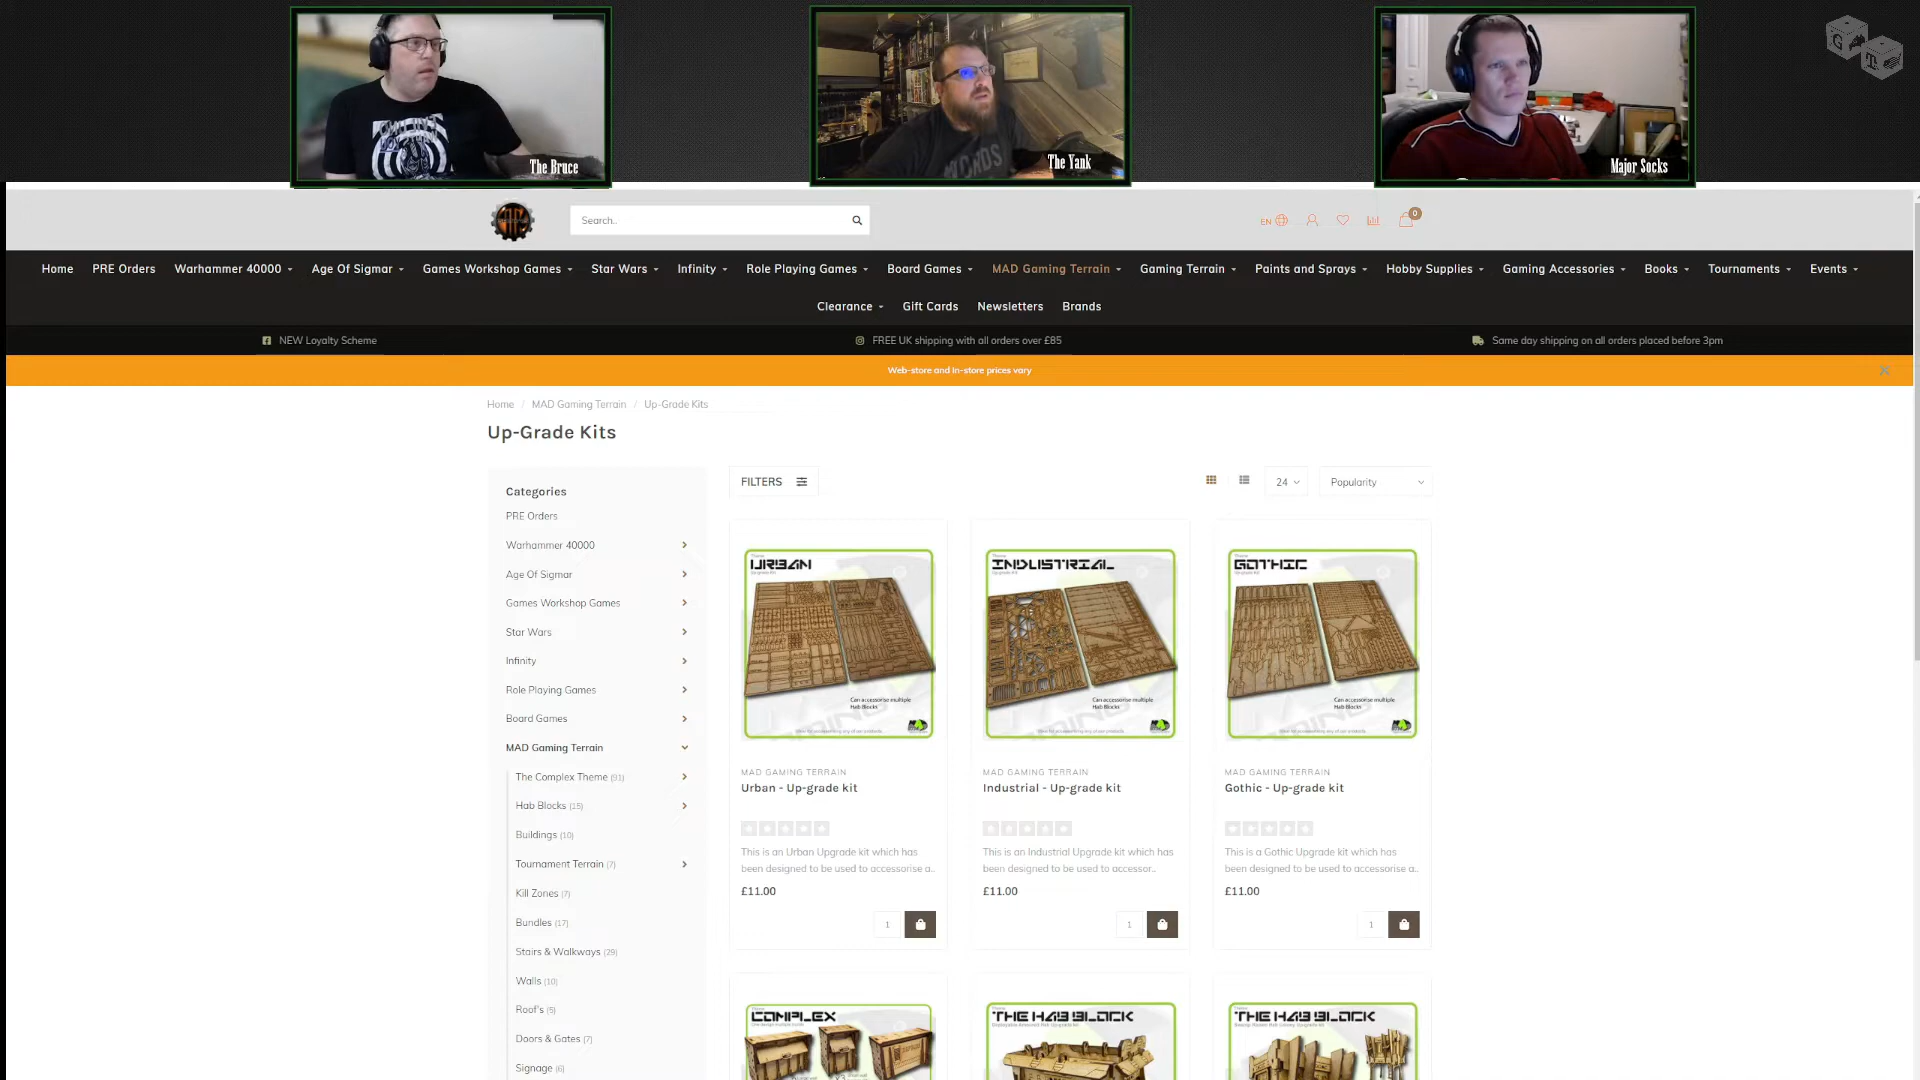 The Bruce
The Yank
Major Socks
Search..
EN
0
Home
PRE Orders
Warhammer 40000
Age Of Sigmar
Games Workshop Games
Star Wars
Infinity
Role Playing Games
Board Games
MAD Gaming Terrain
Gaming Terrain
Paints and Sprays
Hobby Supplies
Gaming Accessories
Books
Tournaments
Events
Clearance
Gift Cards
Newsletters
Brands
NEW Loyalty Scheme
FREE UK shipping with all orders over £85
Same day shipping on all orders placed before 3pm
Web-store and In-store prices vary
Home / MAD Gaming Terrain / Up-Grade Kits
Up-Grade Kits
Categories
PRE Orders
Warhammer 40000
Age Of Sigmar
Games Workshop Games
Star Wars
Infinity
Role Playing Games
Board Games
MAD Gaming Terrain
The Complex Theme (91)
Hab Blocks (15)
Buildings (10)
Tournament Terrain (7)
Kill Zones (7)
Bundles (17)
Stairs & Walkways (29)
Walls (10)
Roof's (5)
Doors & Gates (7)
Signage (6)
FILTERS
24
Popularity
URBAN
Can accessorise multiple
Hab Blocks
MAD GAMING TERRAIN
Urban - Up-grade kit
This is an Urban Upgrade kit which has
been designed to be used to accessorise a..
£11.00
1
INDUSTRIAL
Can accessorise multiple
Hab Blocks
MAD GAMING TERRAIN
Industrial - Up-grade kit
This is an Industrial Upgrade kit which has
been designed to be used to accessor..
£11.00
1
GOTHIC
Can accessorise multiple
Hab Blocks
MAD GAMING TERRAIN
Gothic - Up-grade kit
This is a Gothic Upgrade kit which has
been designed to be used to accessorise a..
£11.00
1
COMPLEX
THE HAB BLOCK
THE HAB BLOCK